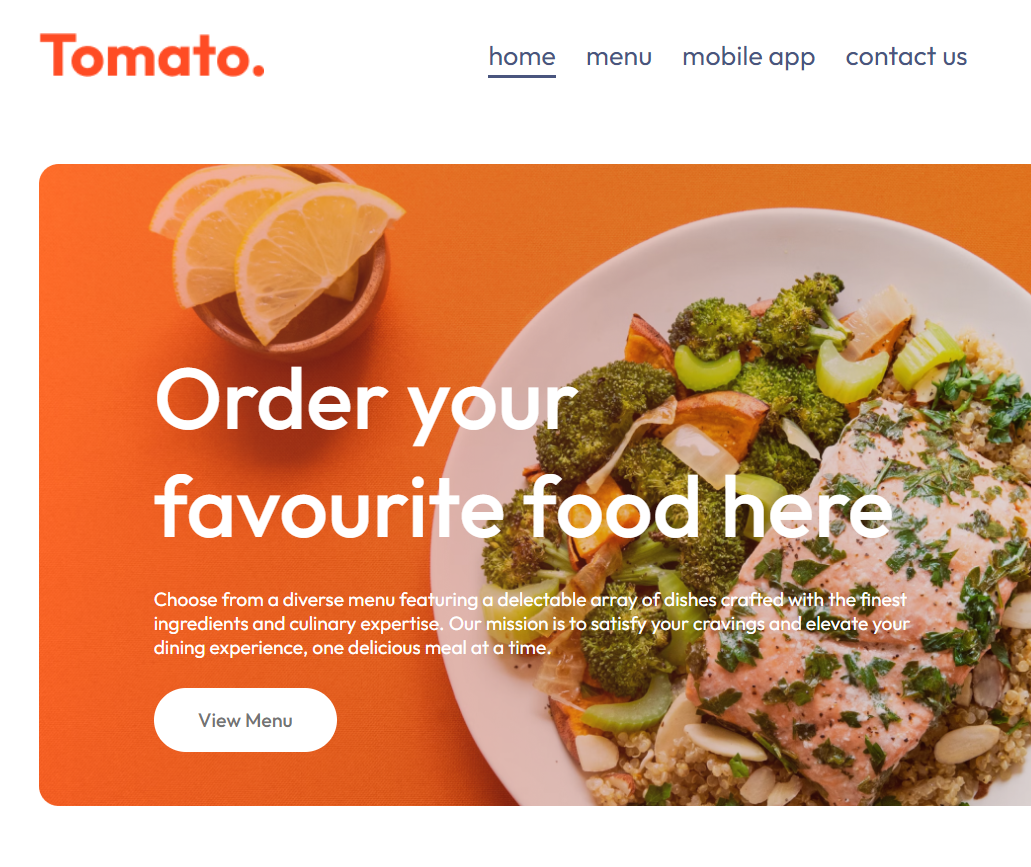 Tomato.
home menu mobile app contact us
Order your
favourite food here
Choose from a diverse menu featuring a delectable array of dishes crafted with the finest
ingredients and culinary expertise. Our mission is to satisfy your cravings and elevate your
dining experience, one delicious meal at a time.
View Menu